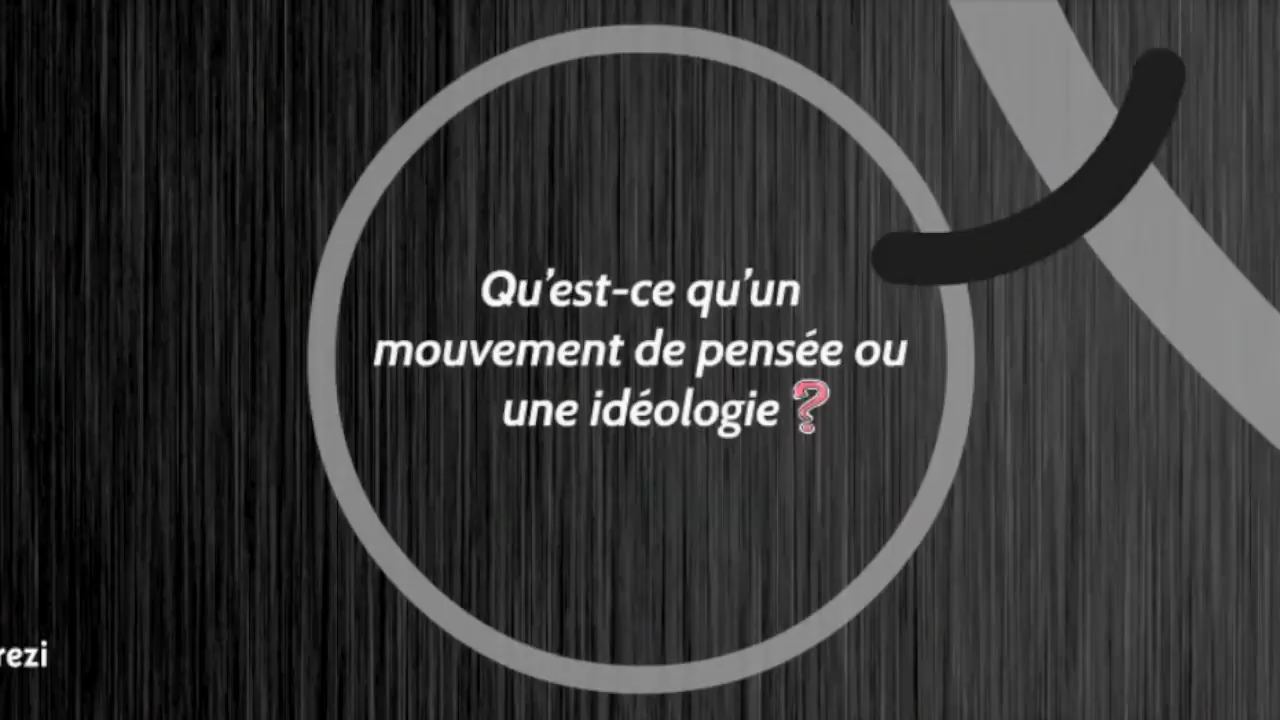 Qu’est-ce qu’un
mouvement de pensée ou
une idéologie ?
rezi